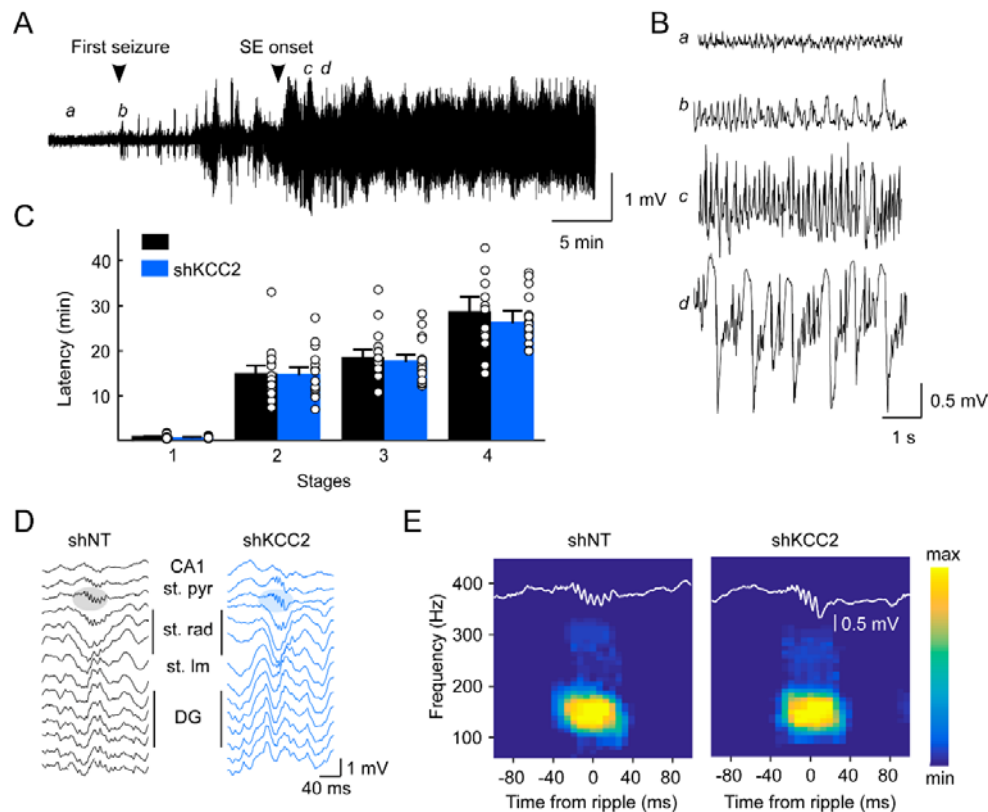 A
First seizure
SE onset
a
b
c
d
1 mV
5 min
B
a
b
c
d
0.5 mV
1 s
C
shKCC2
Latency (min)
40
30
20
10
1
2
3
4
Stages
D
shNT
shKCC2
CA1
st. pyr
st. rad
st. lm
DG
1 mV
40 ms
E
shNT
shKCC2
max
min
Frequency (Hz)
400
300
200
100
0.5 mV
-80 -40 0 40 80
-80 -40 0 40 80
Time from ripple (ms)
Time from ripple (ms)